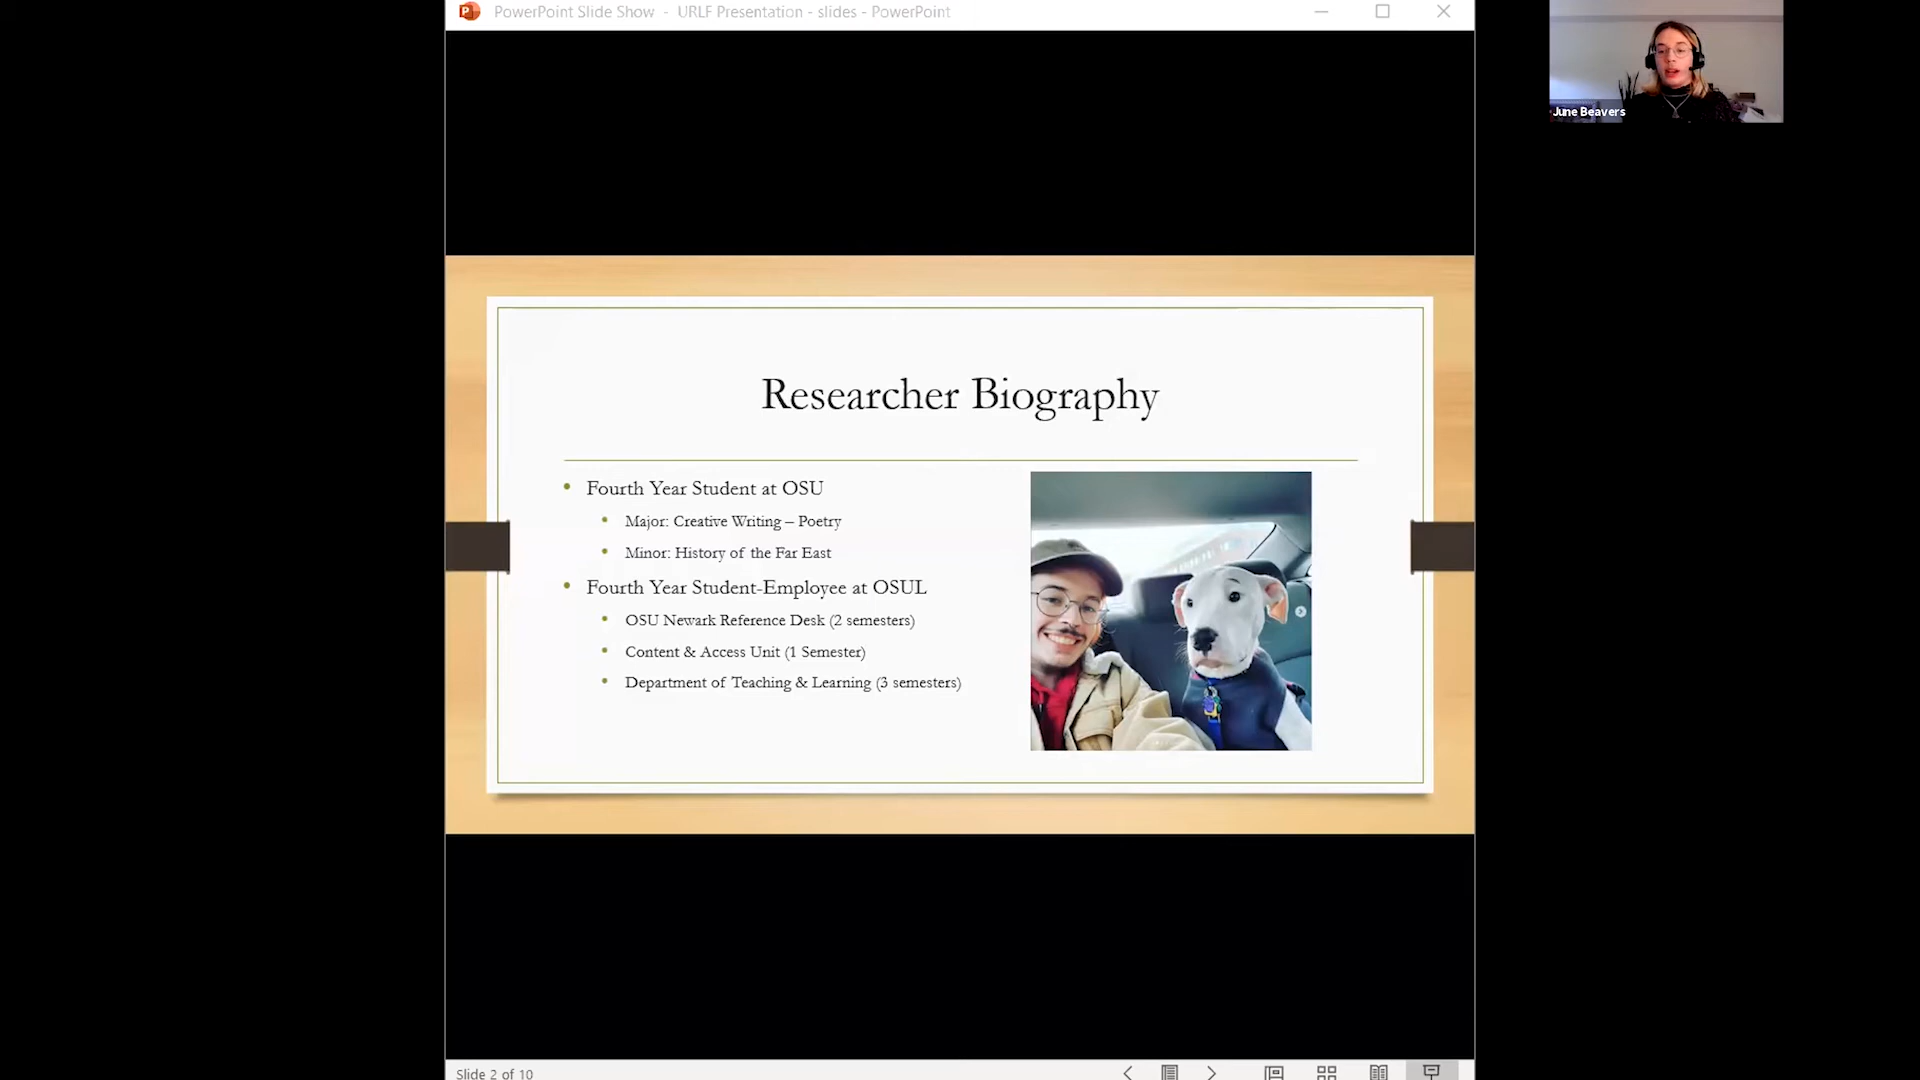 PowerPoint Slide Show - URLF Presentation - slides - PowerPoint
June Beavers
Researcher Biography
• Fourth Year Student at OSU
• Major: Creative Writing – Poetry
• Minor: History of the Far East
• Fourth Year Student-Employee at OSUL
• OSU Newark Reference Desk (2 semesters)
• Content & Access Unit (1 Semester)
• Department of Teaching & Learning (3 semesters)
Slide 2 of 10